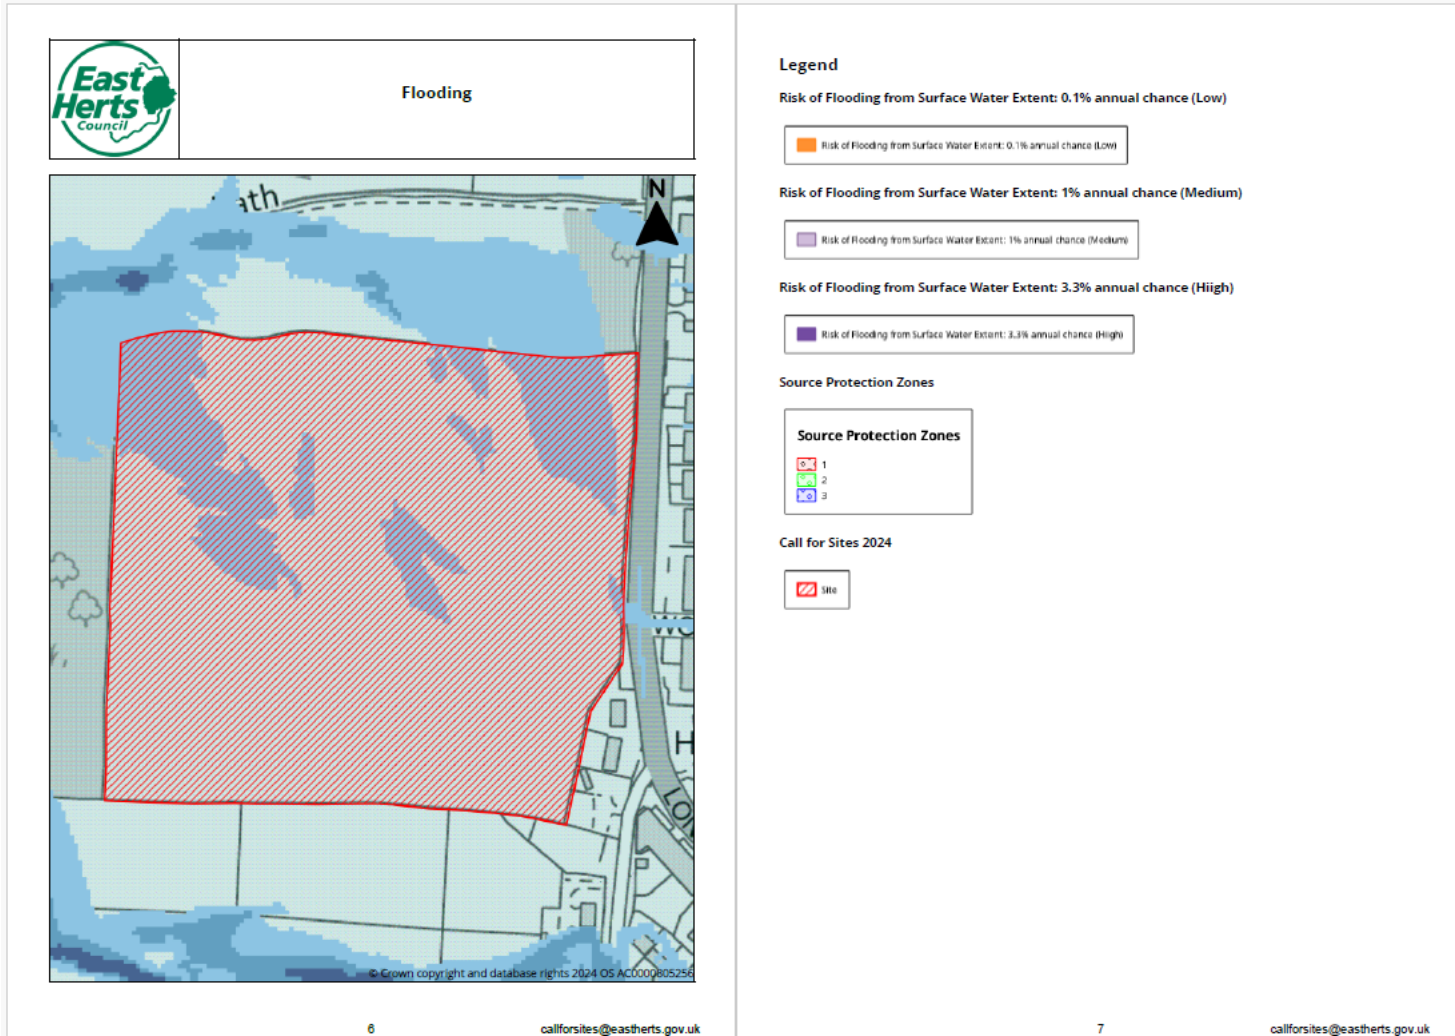 East
Herts
Council
Flooding
ath
N
WO
H
LO
© Crown copyright and database rights 2024 OS AC0000805256
6
callforsites@eastherts.gov.uk
Legend
Risk of Flooding from Surface Water Extent: 0.1% annual chance (Low)
Risk of Flooding from Surface Water Extent: 0.1% annual chance (Low)
Risk of Flooding from Surface Water Extent: 1% annual chance (Medium)
Risk of Flooding from Surface Water Extent: 1% annual chance (Medium)
Risk of Flooding from Surface Water Extent: 3.3% annual chance (Hiigh)
Risk of Flooding from Surface Water Extent: 3.3% annual chance (Hiigh)
Source Protection Zones
Source Protection Zones
1
2
3
Call for Sites 2024
Site
7
callforsites@eastherts.gov.uk